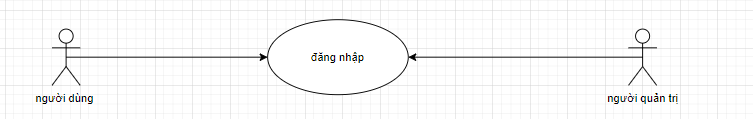 đăng nhập
người dùng
người quản trị